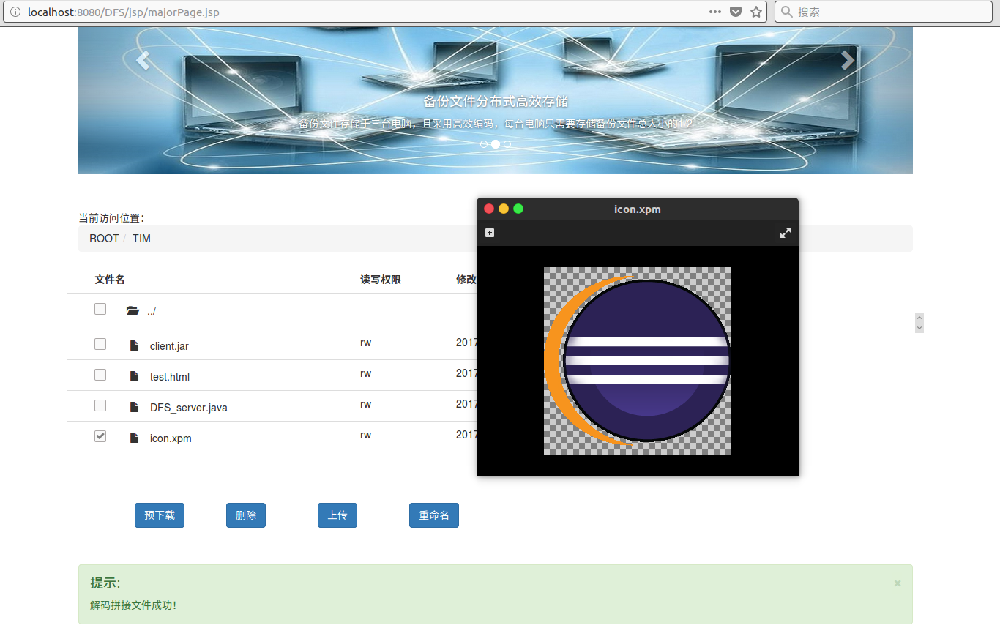 localhost:8080/DFS/jsp/majorPage.jsp
搜索
备份文件分布式高效存储
备份文件存储于三台电脑，且采用高效编码，每台电脑只需要存储备份文件总大小的1/2
当前访问位置：
ROOT / TIM
icon.xpm
文件名 读写权限 修改
../
client.jar rw 2017
test.html rw 2017
DFS_server.java rw 2017
icon.xpm rw 2017
预下载 删除 上传 重命名
提示:
×
解码拼接文件成功!